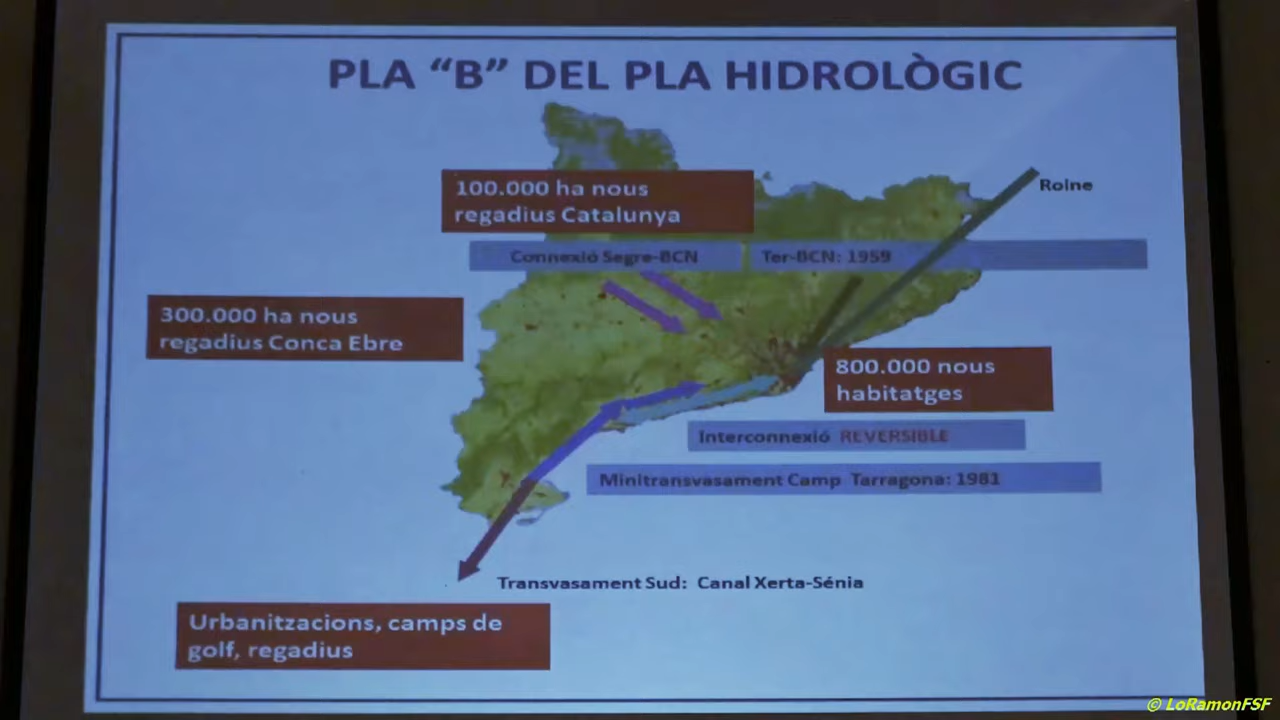 PLA “B” DEL PLA HIDROLÒGIC
100.000 ha nous
regadius Catalunya
Roine
Connexió Segre-BCN
Ter-BCN: 1959
300.000 ha nous
regadius Conca Ebre
800.000 nous
habitatges
Interconnexió REVERSIBLE
Minitransvasament Camp Tarragona: 1981
Transvasament Sud: Canal Xerta-Sénia
Urbanitzacions, camps de
golf, regadius
© LoRamonFSF